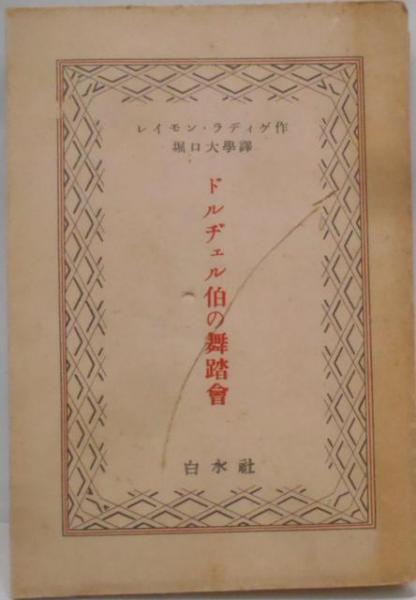 レイモン・ラディゲ作
堀口大學譯
ドルヂェル伯の舞踏會
白水社